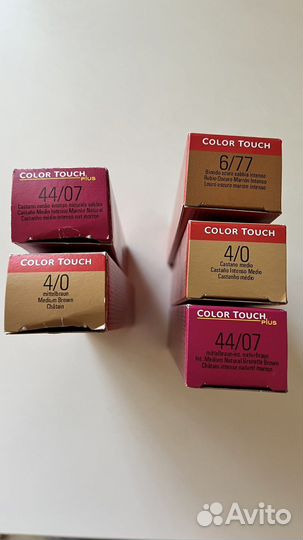 COLOR TOUCH
plus
44/07
Castano medio intenso naturale sabbia
Castaño Medio Intenso Marrón Natural
Castanho médio intenso nat marrom
COLOR TOUCH
4/0
mittelbraun
Medium Brown
Châtain
COLOR TOUCH
6/77
Biondo scuro sabbia intenso
Rubio Oscuro Marrón Intenso
Louro escuro marrom intenso
COLOR TOUCH
4/0
Castano medio
Castaño Intenso Medio
Castanho médio
COLOR TOUCH
plus
44/07
mittelbraun-int. natur-braun
Int. Medium Natural Brunette Brown
Châtain intense naturel marron
Avito